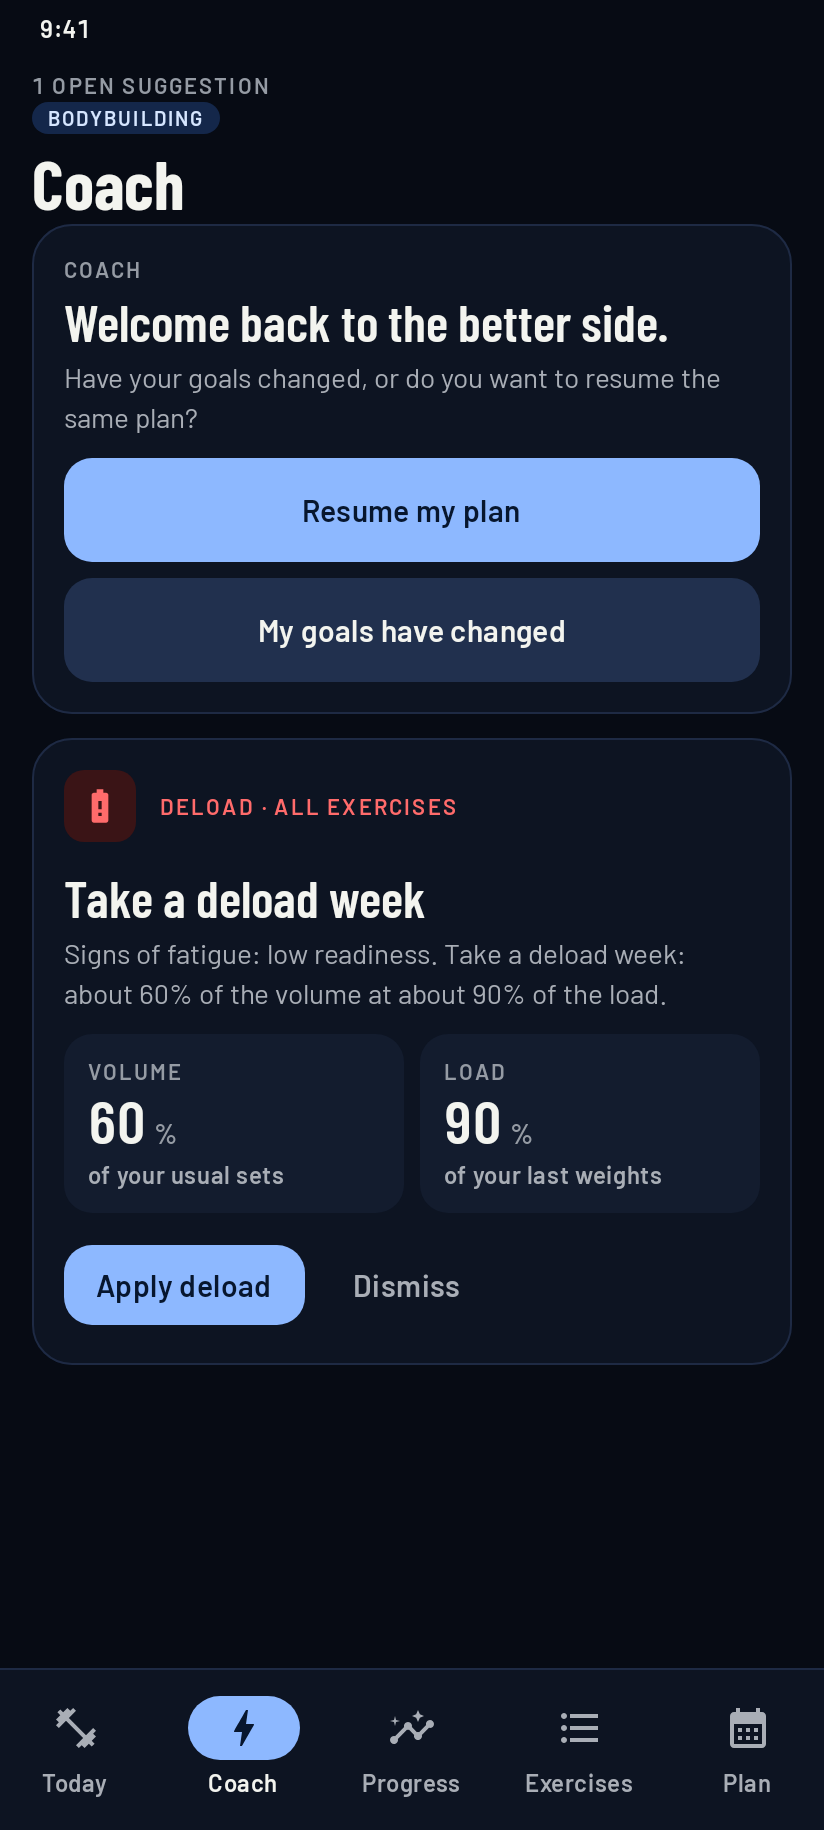 9:41
1 OPEN SUGGESTION
BODYBUILDING
Coach
COACH
Welcome back to the better side.
Have your goals changed, or do you want to resume the
same plan?
Resume my plan
My goals have changed
DELOAD · ALL EXERCISES
Take a deload week
Signs of fatigue: low readiness. Take a deload week:
about 60% of the volume at about 90% of the load.
VOLUME
60 %
of your usual sets
LOAD
90 %
of your last weights
Apply deload
Dismiss
Today
Coach
Progress
Exercises
Plan